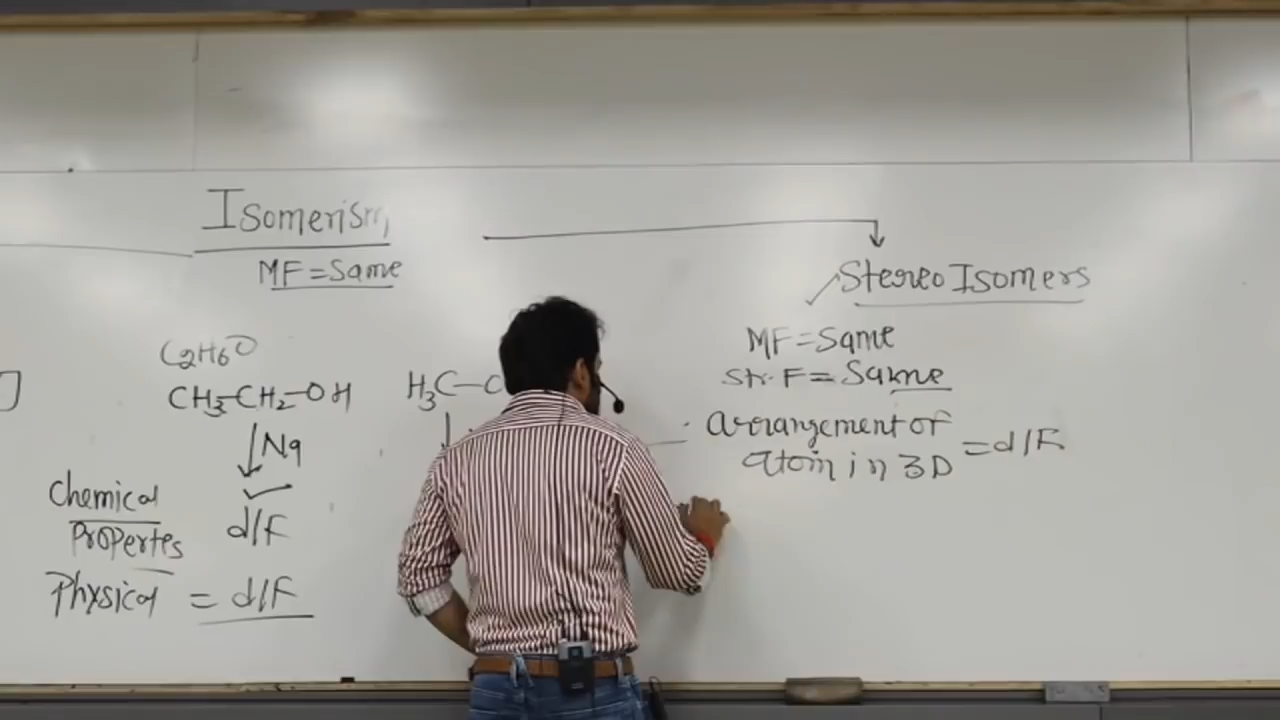 Isomerism
MF = Same
C2H6O
CH3-CH2-OH
Na
Chemical
Propertes
d/F
Physical = d/F
H3C-C
Stereo Isomers
MF = Same
Str. F = Same
Arrangement of
atom in 3D = d/F